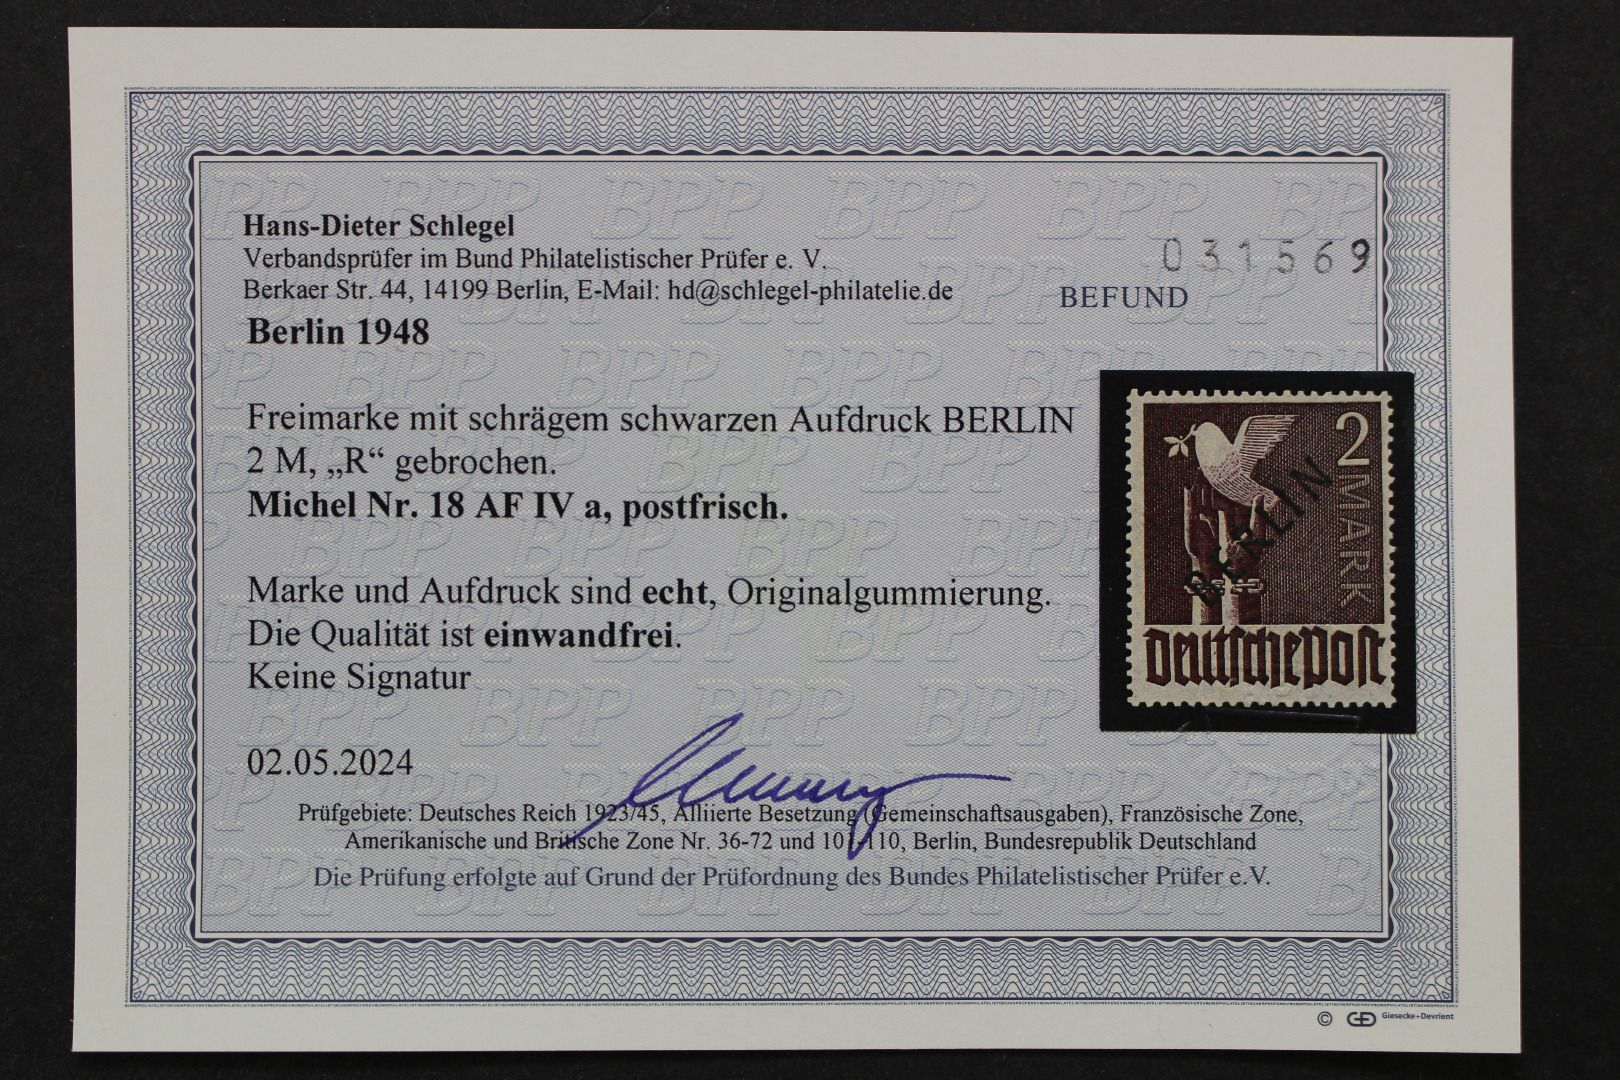 Hans-Dieter Schlegel
Verbandsprüfer im Bund Philatelistischer Prüfer e. V.
Berkaer Str. 44, 14199 Berlin, E-Mail: hd@schlegel-philatelie.de
031569
BEFUND
Berlin 1948
Freimarke mit schrägem schwarzen Aufdruck BERLIN
2 M, „R“ gebrochen.
Michel Nr. 18 AF IV a, postfrisch.
2 MARK
BERLIN
Deutsche Post
Marke und Aufdruck sind echt, Originalgummierung.
Die Qualität ist einwandfrei.
Keine Signatur
02.05.2024
Prüfgebiete: Deutsches Reich 1923/45, Alliierte Besetzung (Gemeinschaftsausgaben), Französische Zone,
Amerikanische und Britische Zone Nr. 36-72 und 101-110, Berlin, Bundesrepublik Deutschland
Die Prüfung erfolgte auf Grund der Prüfordnung des Bundes Philatelistischer Prüfer e.V.
© Giesecke+Devrient